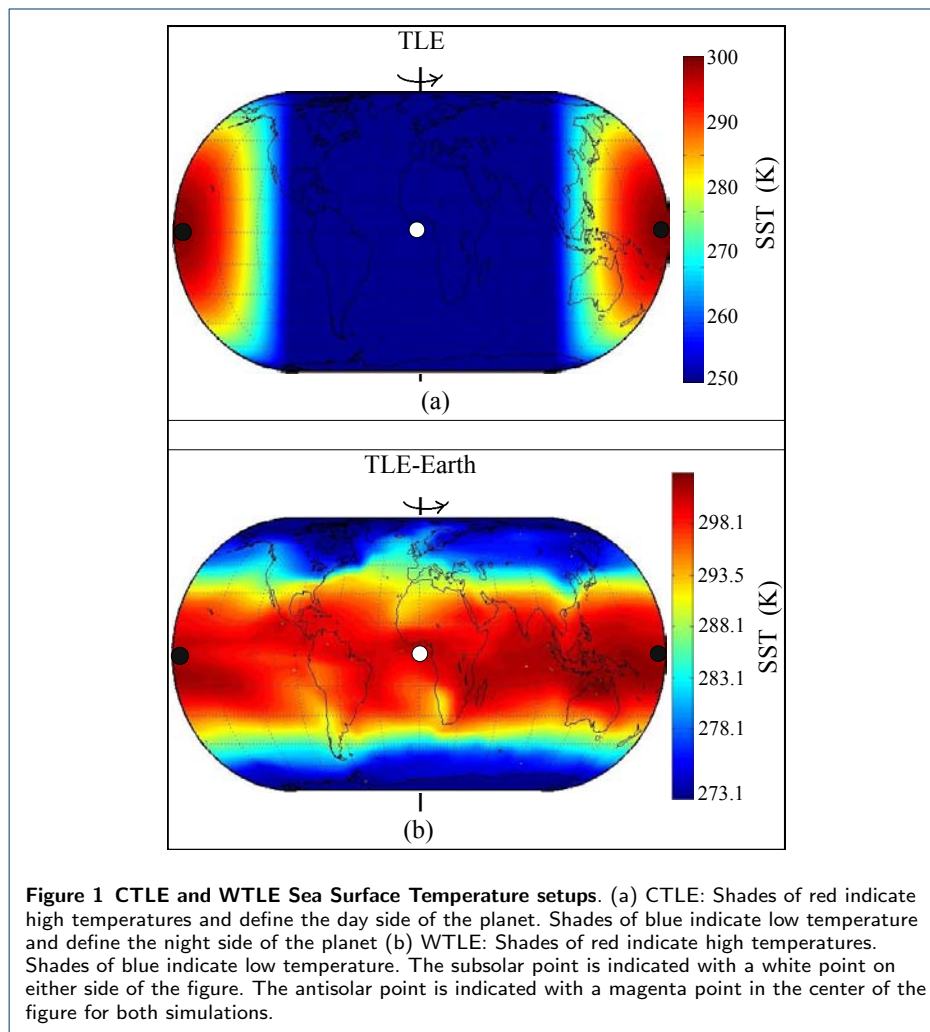 TLE
300
290
280
270
260
250
SST (K)
(a)
TLE-Earth
298.1
293.5
288.1
283.1
278.1
273.1
SST (K)
(b)
Figure 1 CTLE and WTLE Sea Surface Temperature setups. (a) CTLE: Shades of red indicate
high temperatures and define the day side of the planet. Shades of blue indicate low temperature
and define the night side of the planet (b) WTLE: Shades of red indicate high temperatures.
Shades of blue indicate low temperature. The subsolar point is indicated with a white point on
either side of the figure. The antisolar point is indicated with a magenta point in the center of the
figure for both simulations.